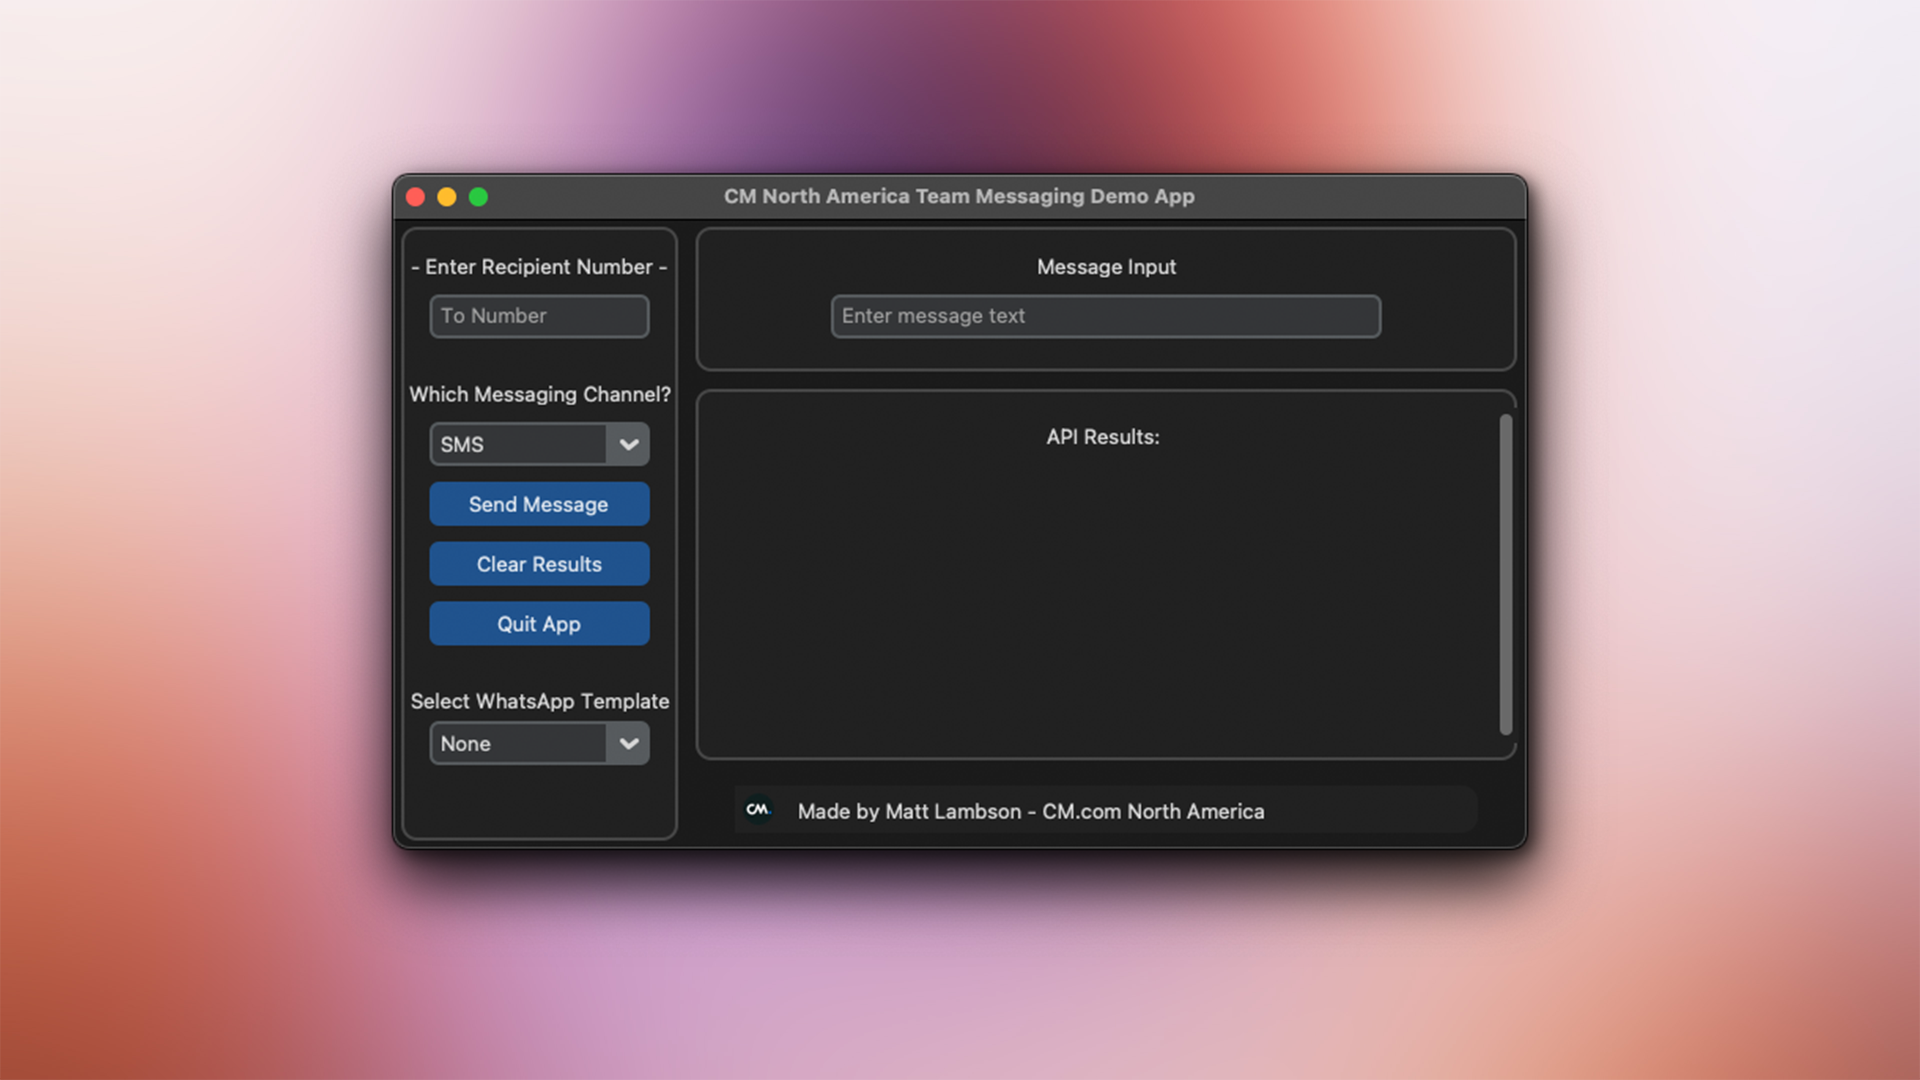 CM North America Team Messaging Demo App
- Enter Recipient Number -
To Number
Which Messaging Channel?
SMS
Send Message
Clear Results
Quit App
Select WhatsApp Template
None
Message Input
Enter message text
API Results:
CM.
Made by Matt Lambson - CM.com North America